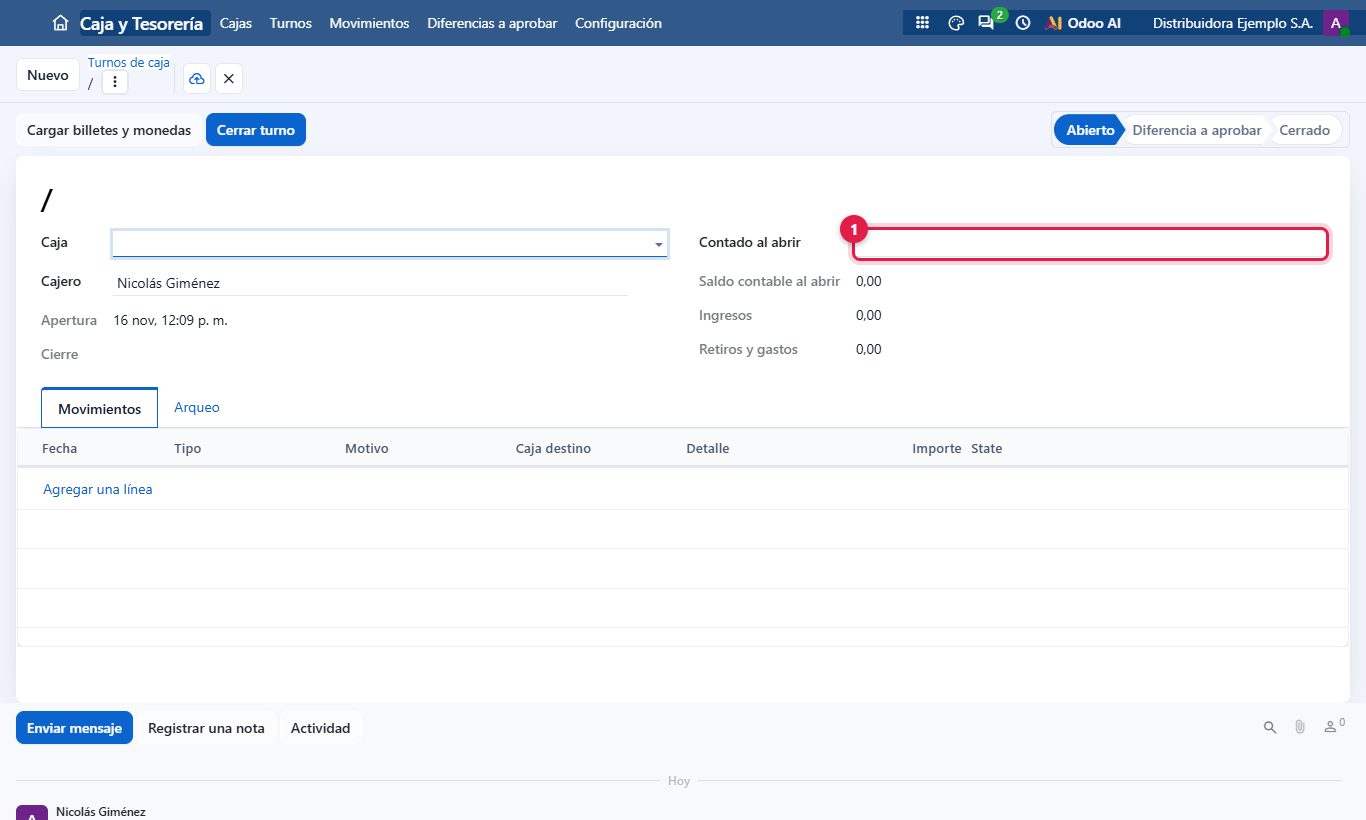 Caja y Tesorería Cajas Turnos Movimientos Diferencias a aprobar Configuración 2 Odoo AI Distribuidora Ejemplo S.A. A
Nuevo Turnos de caja
/
Cargar billetes y monedas Cerrar turno Abierto Diferencia a aprobar Cerrado
/
1
Caja Contado al abrir
Cajero Nicolás Giménez Saldo contable al abrir 0,00
Apertura 16 nov, 12:09 p. m. Ingresos 0,00
Cierre Retiros y gastos 0,00
Movimientos Arqueo
Fecha Tipo Motivo Caja destino Detalle Importe State
Agregar una línea
Enviar mensaje Registrar una nota Actividad 0
Hoy
A Nicolás Giménez